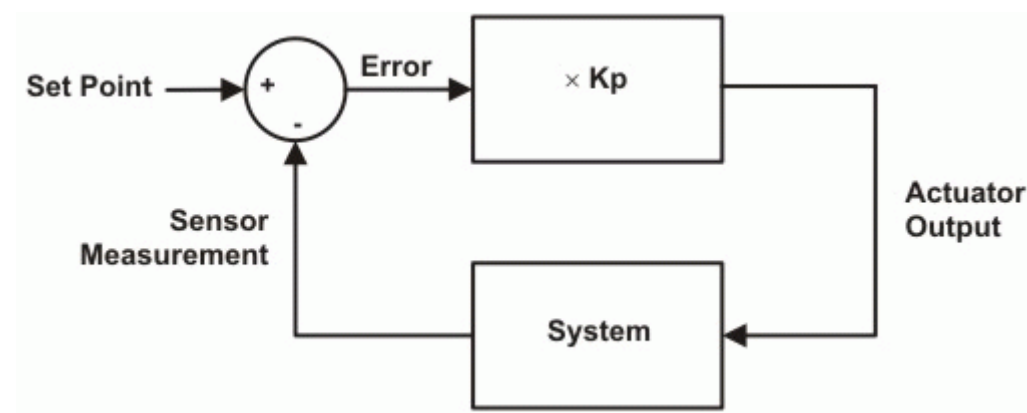 Set Point
+
-
Error
× Kp
Actuator
Output
System
Sensor
Measurement